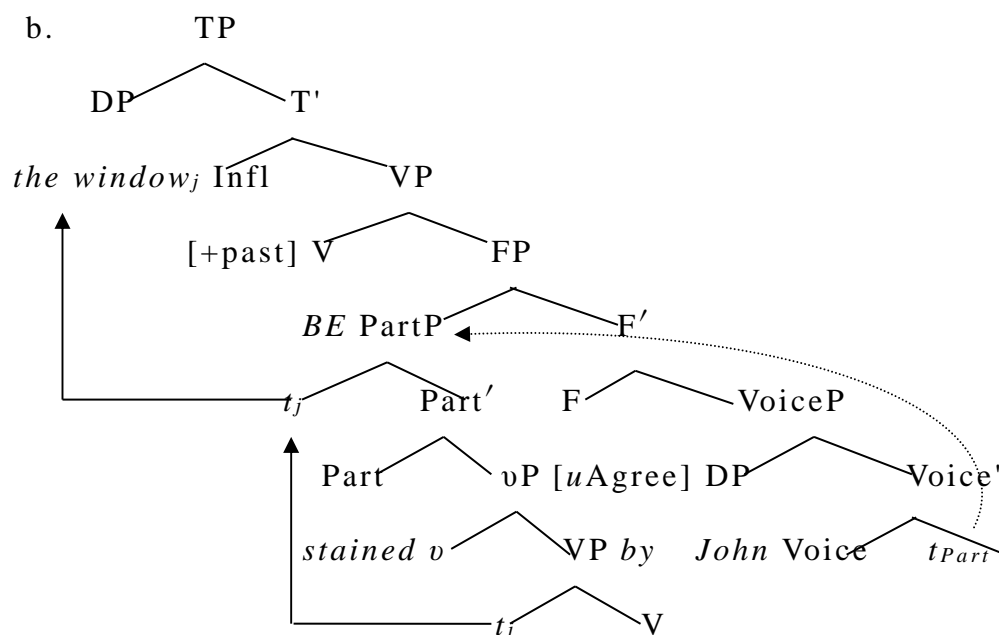 b. TP
DP T'
the windowⱼ Infl VP
[+past] V FP
BE PartP F′
tⱼ Part′ F VoiceP
Part υP [uAgree] DP Voice'
stained υ VP by John Voice t_Part
tⱼ V